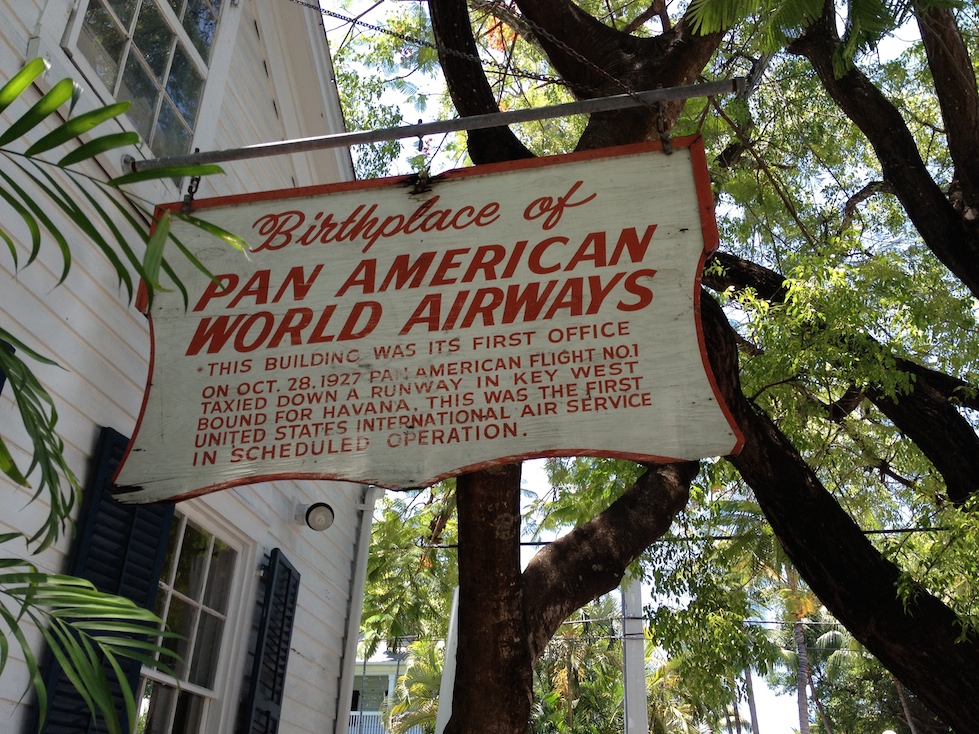 Birthplace of
PAN AMERICAN
WORLD AIRWAYS
THIS BUILDING WAS ITS FIRST OFFICE
ON OCT. 28, 1927 PAN AMERICAN FLIGHT NO.1
TAXIED DOWN A RUNWAY IN KEY WEST
BOUND FOR HAVANA. THIS WAS THE FIRST
UNITED STATES INTERNATIONAL AIR SERVICE
IN SCHEDULED OPERATION.